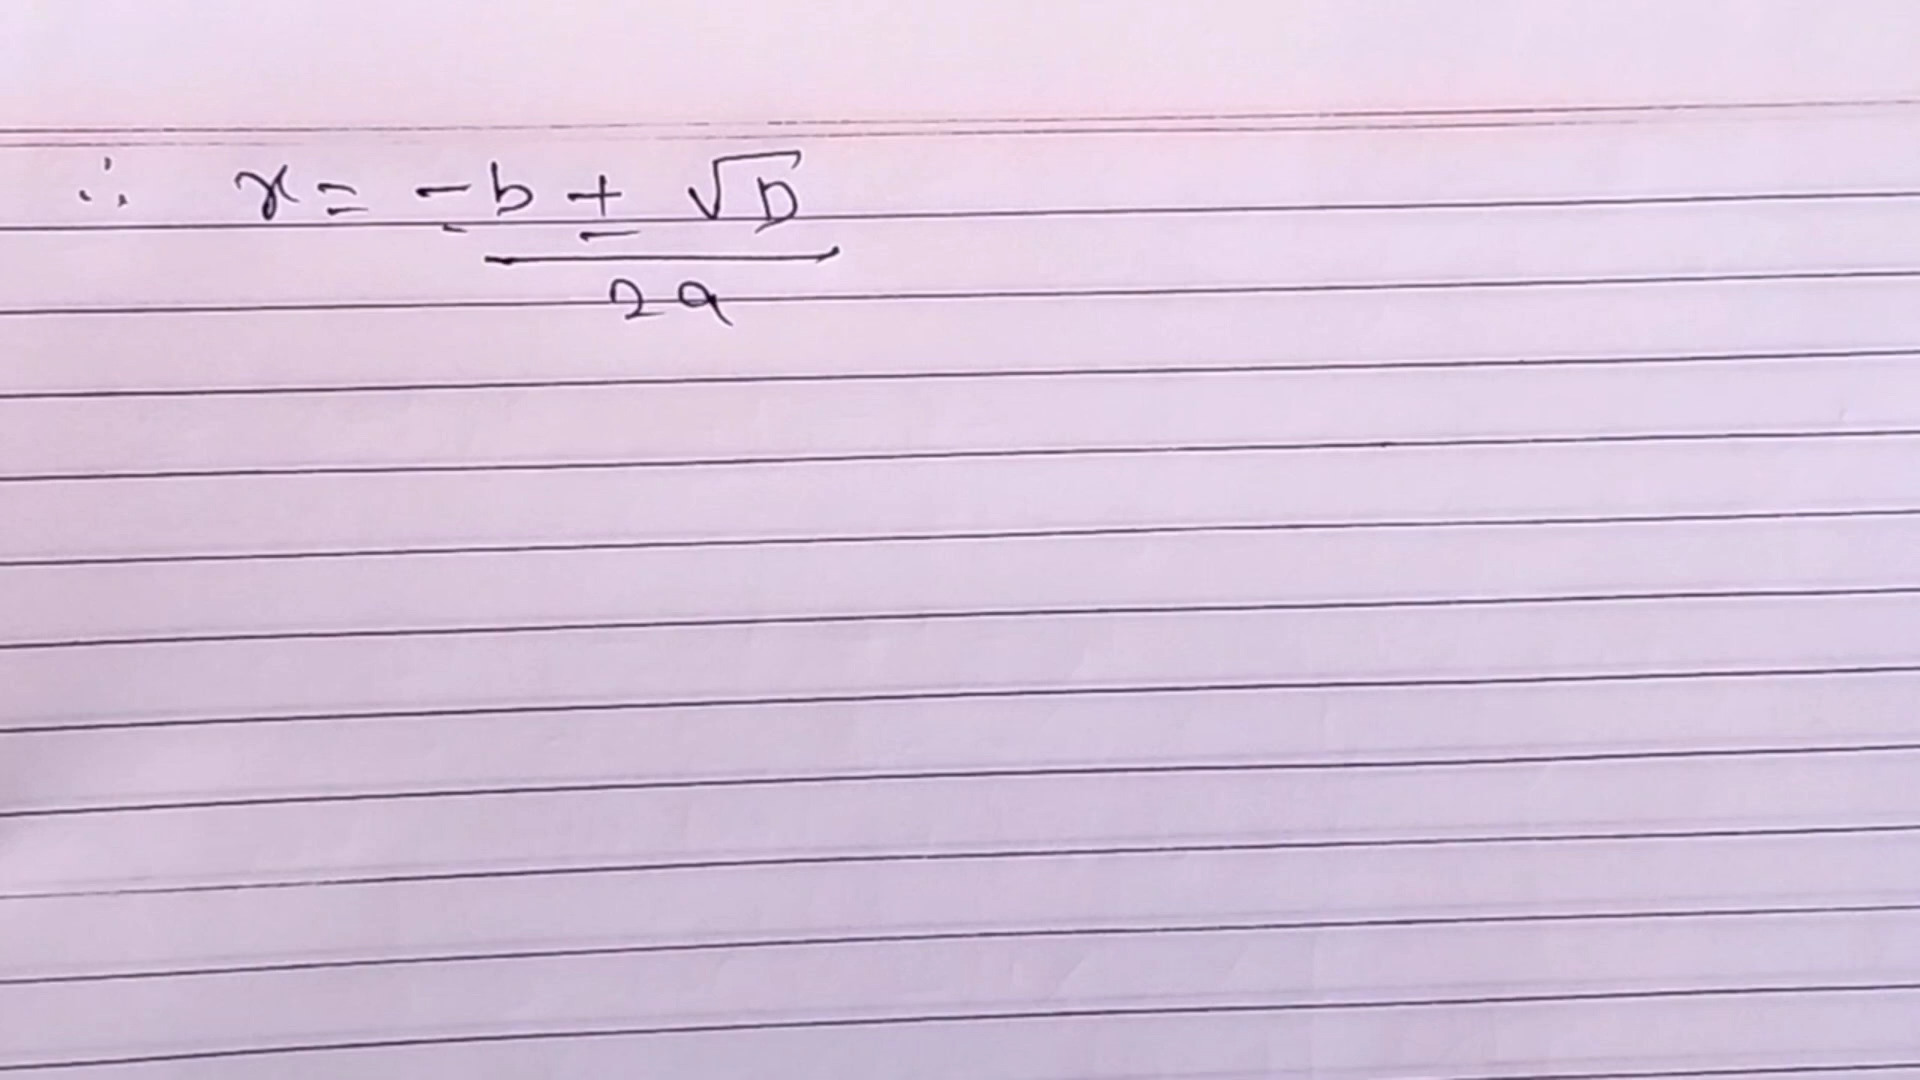 ∴ x = -b ± √D
2a